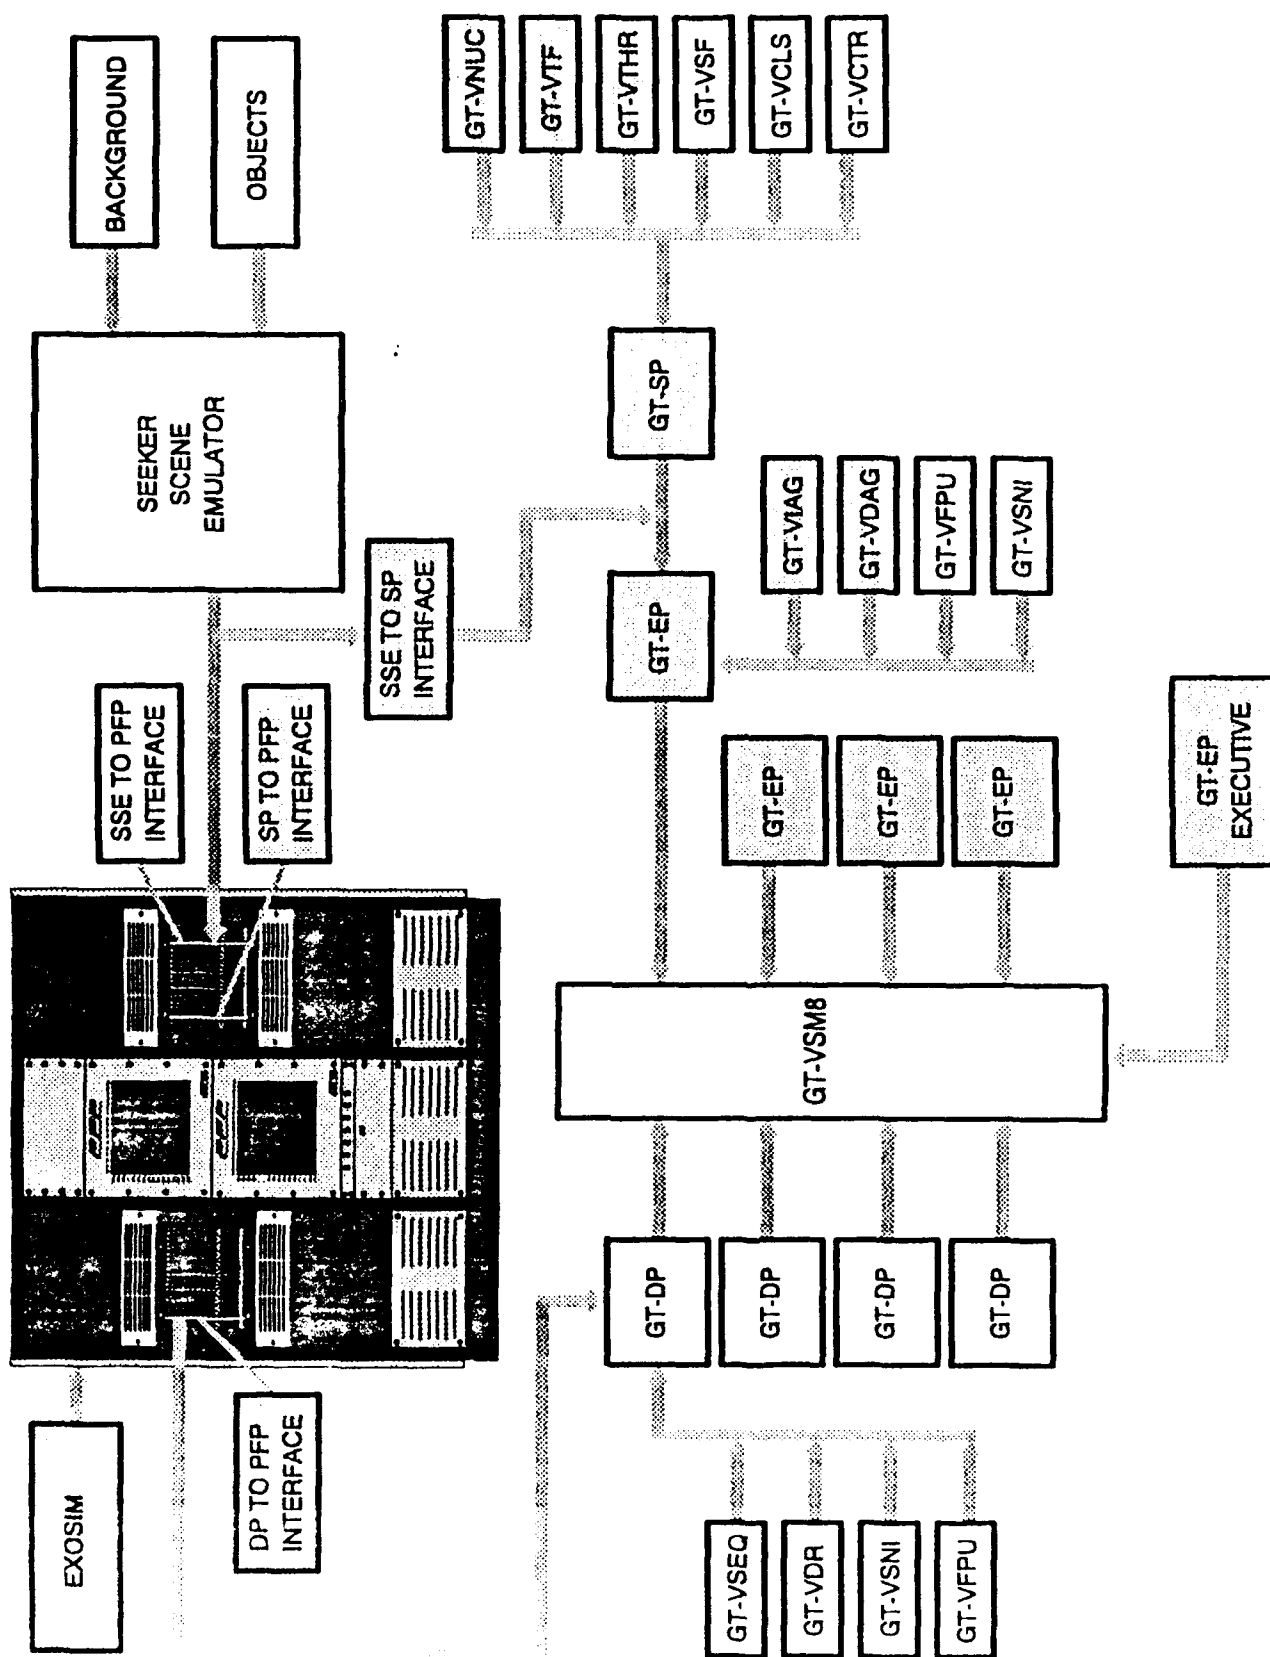 EXOSIM
DP TO PFP
INTERFACE
SSE TO PFP
INTERFACE
SP TO PFP
INTERFACE
SEEKER
SCENE
EMULATOR
BACKGROUND
OBJECTS
SSE TO SP
INTERFACE
GT-VSEQ
GT-VDR
GT-VSNI
GT-VFPU
GT-DP
GT-DP
GT-DP
GT-DP
GT-VSM8
GT-EP
GT-EP
GT-EP
GT-EP
GT-EP
EXECUTIVE
GT-VIAG
GT-VDAG
GT-VFPU
GT-VSNI
GT-SP
GT-VNUC
GT-VTF
GT-VTHR
GT-VSF
GT-VCLS
GT-VCTR